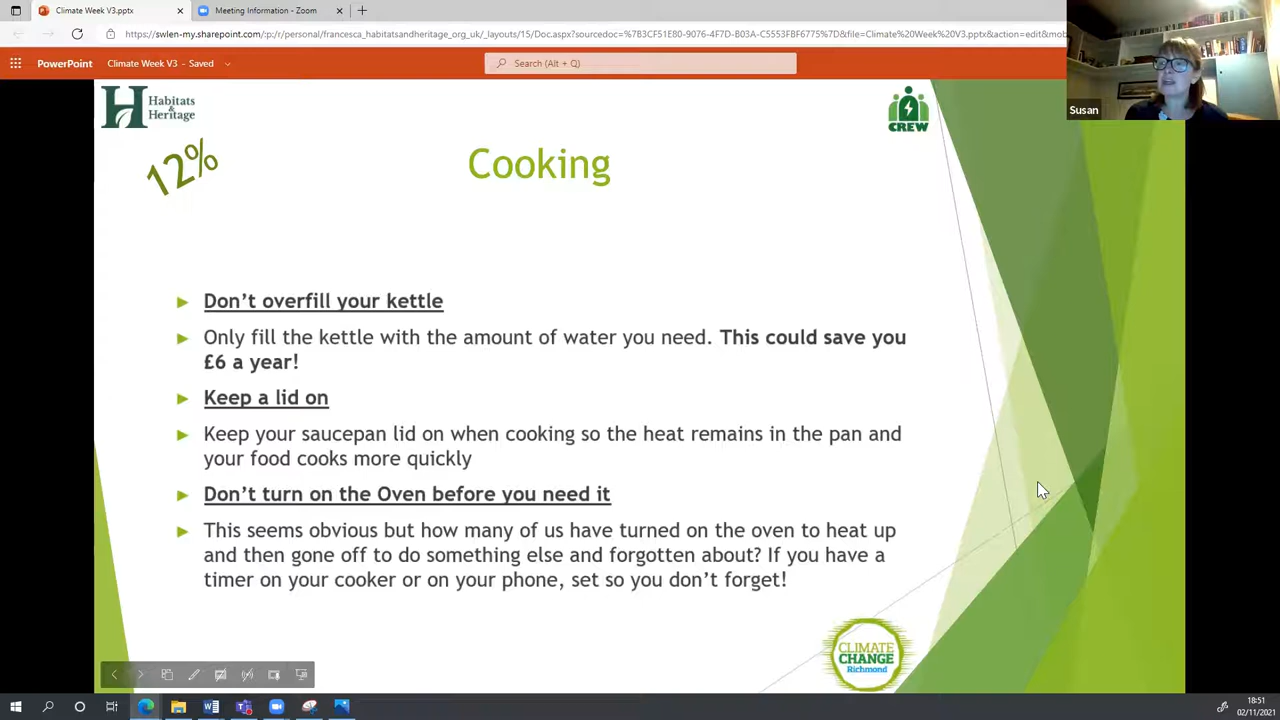 Climate Week V3.pptx
Meeting Information - Zoom
https://swlen-my.sharepoint.com/:p:/r/personal/francesca_habitatsandheritage_org_uk/_layouts/15/Doc.aspx?sourcedoc=%7B3CF51E80-9076-4F7D-B03A-C5553FBF6775%7D&file=Climate%20Week%20V3.pptx&action=edit&mob
PowerPoint
Climate Week V3 - Saved
Search (Alt + Q)
Susan
Habitats
&
Heritage
CREW
12%
Cooking
Don't overfill your kettle
Only fill the kettle with the amount of water you need. This could save you
£6 a year!
Keep a lid on
Keep your saucepan lid on when cooking so the heat remains in the pan and
your food cooks more quickly
Don't turn on the Oven before you need it
This seems obvious but how many of us have turned on the oven to heat up
and then gone off to do something else and forgotten about? If you have a
timer on your cooker or on your phone, set so you don't forget!
CLIMATE
CHANGE
Richmond
18:51
02/11/2021